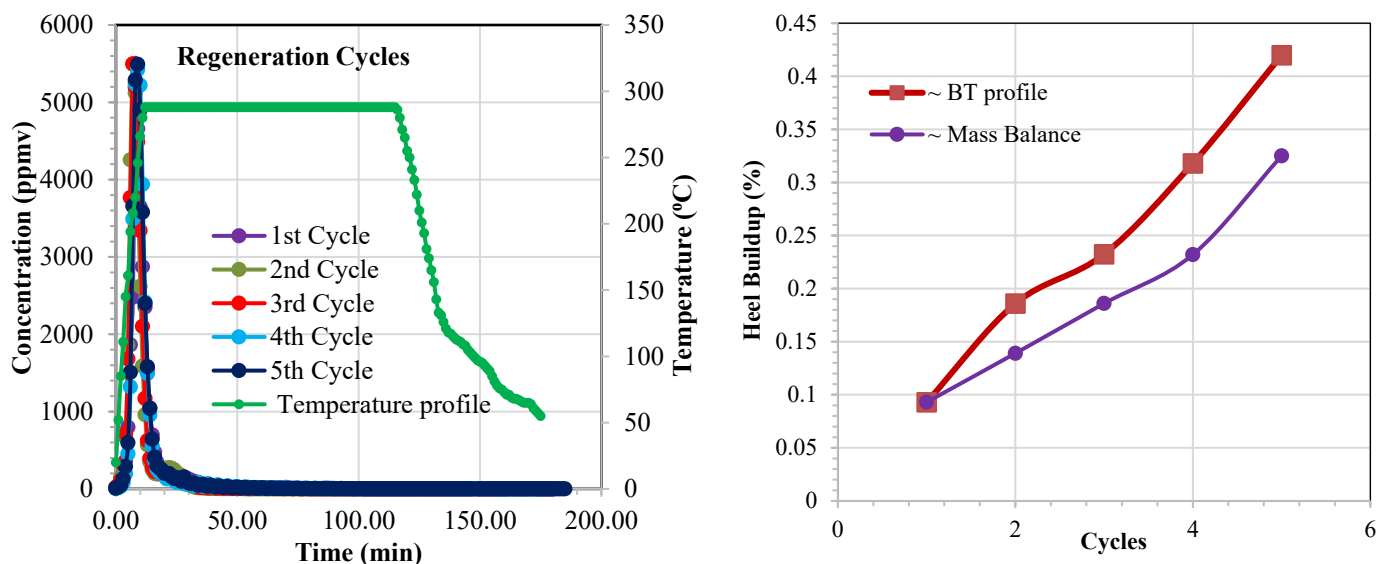 Regeneration Cycles
Concentration (ppmv)
6000
5000
4000
3000
2000
1000
0
350
300
250
200
150
100
50
0
Temperature (ºC)
1st Cycle
2nd Cycle
3rd Cycle
4th Cycle
5th Cycle
Temperature profile
0.00 50.00 100.00 150.00 200.00
Time (min)
Heel Buildup (%)
0.45
0.4
0.35
0.3
0.25
0.2
0.15
0.1
0.05
0
~ BT profile
~ Mass Balance
0 2 4 6
Cycles